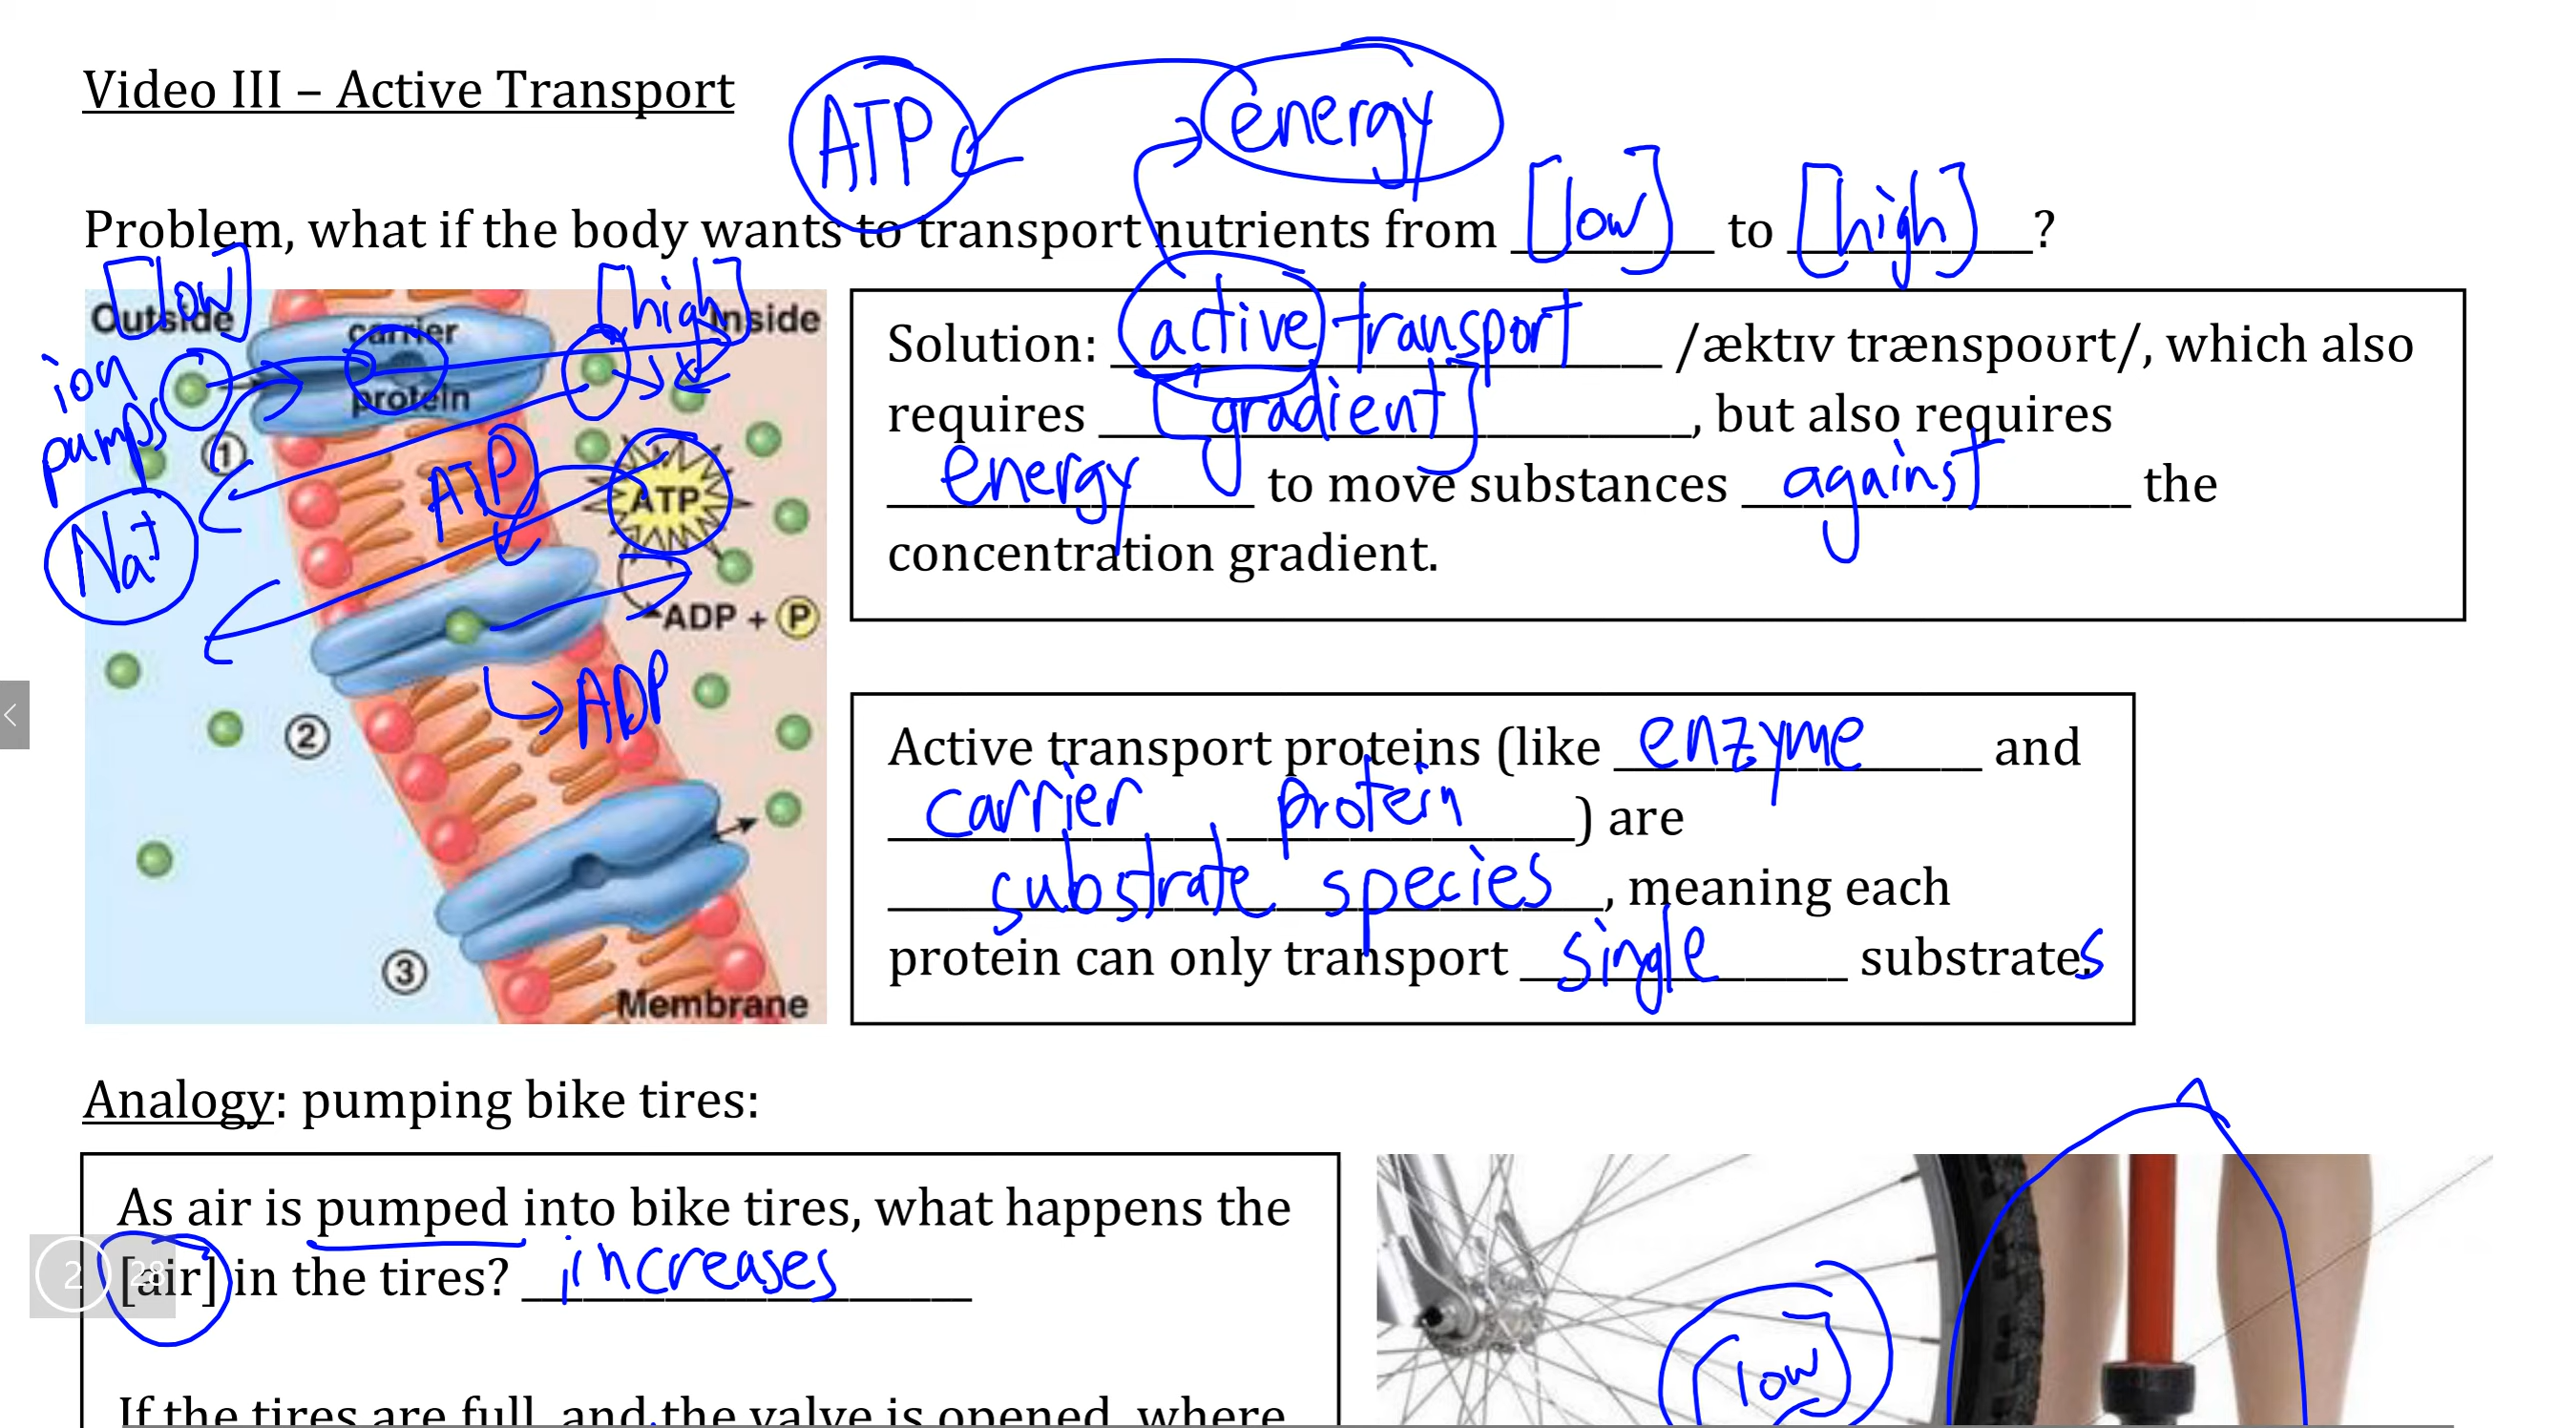 Video III – Active Transport
ATP energy
Problem, what if the body wants to transport nutrients from [low] to [high]?
[low] [high]
Outside carrier protein Inside
ion pumps
①
Na+
ATP ATP
ADP + P
ADP
②
③
Membrane
Solution: active transport /æktɪv trænspoʊrt/, which also
requires [gradient], but also requires
energy to move substances against the
concentration gradient.
Active transport proteins (like enzyme and
carrier protein) are
substrate species, meaning each
protein can only transport single substrates
Analogy: pumping bike tires:
As air is pumped into bike tires, what happens the
[air] in the tires? increases
2 28
If the tires are full, and the valve is opened, where
[low]